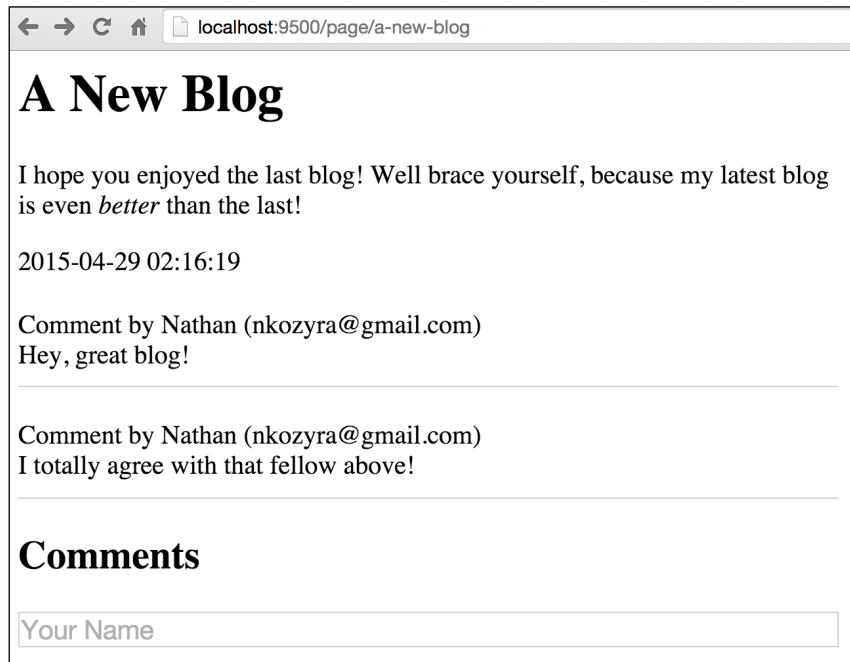 localhost:9500/page/a-new-blog
A New Blog
I hope you enjoyed the last blog! Well brace yourself, because my latest blog
is even better than the last!
2015-04-29 02:16:19
Comment by Nathan (nkozyra@gmail.com)
Hey, great blog!
Comment by Nathan (nkozyra@gmail.com)
I totally agree with that fellow above!
Comments
Your Name